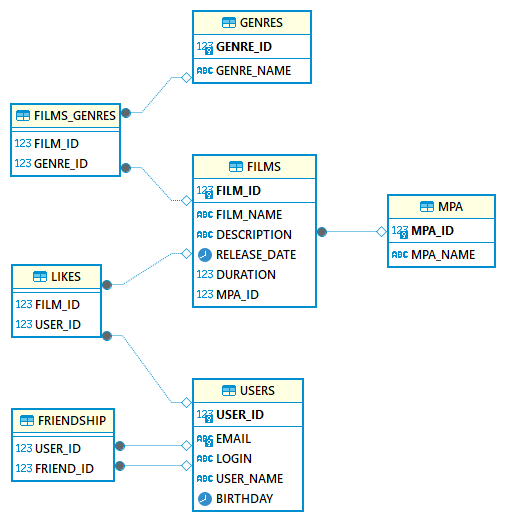 GENRES
123 GENRE_ID
ABC GENRE_NAME
FILMS_GENRES
123 FILM_ID
123 GENRE_ID
FILMS
123 FILM_ID
ABC FILM_NAME
ABC DESCRIPTION
RELEASE_DATE
123 DURATION
123 MPA_ID
MPA
123 MPA_ID
ABC MPA_NAME
LIKES
123 FILM_ID
123 USER_ID
USERS
123 USER_ID
ABC EMAIL
ABC LOGIN
ABC USER_NAME
BIRTHDAY
FRIENDSHIP
123 USER_ID
123 FRIEND_ID